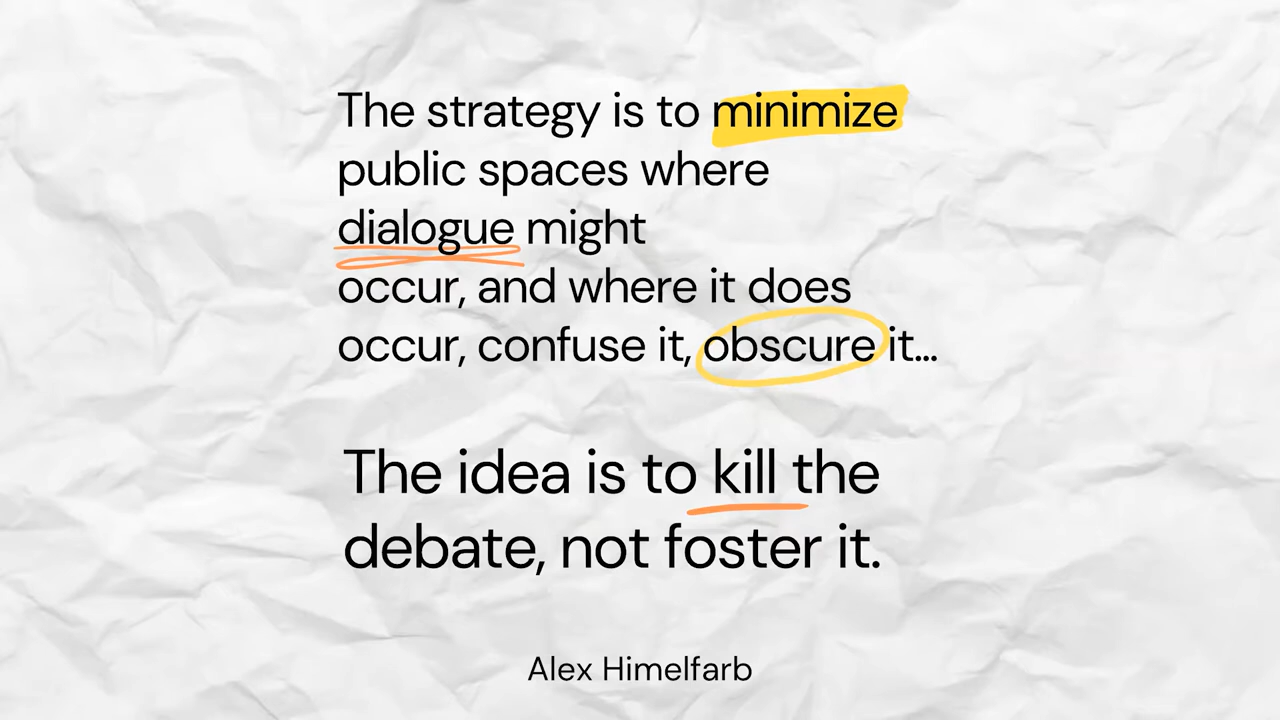 The strategy is to minimize
public spaces where
dialogue might
occur, and where it does
occur, confuse it, obscure it...
The idea is to kill the
debate, not foster it.
Alex Himelfarb